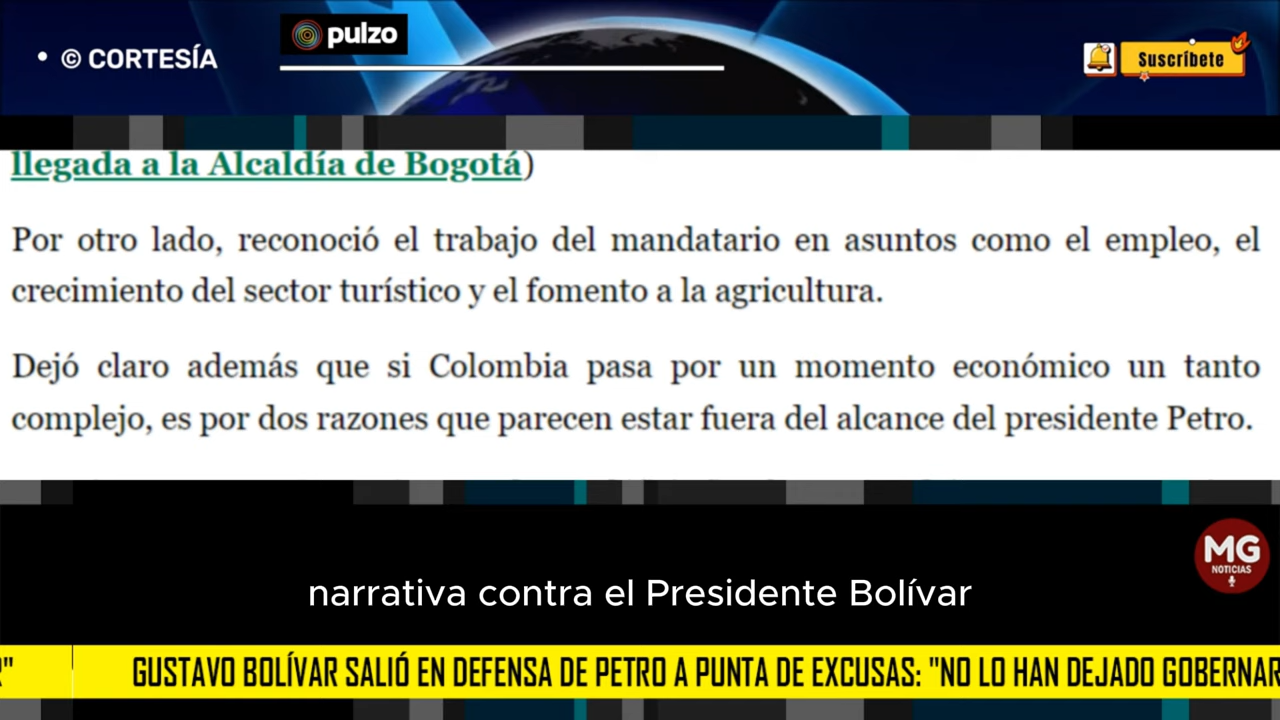 • © CORTESÍA
pulzo
Suscríbete
llegada a la Alcaldía de Bogotá)
Por otro lado, reconoció el trabajo del mandatario en asuntos como el empleo, el
crecimiento del sector turístico y el fomento a la agricultura.
Dejó claro además que si Colombia pasa por un momento económico un tanto
complejo, es por dos razones que parecen estar fuera del alcance del presidente Petro.
MG
NOTICIAS
narrativa contra el Presidente Bolívar
" GUSTAVO BOLÍVAR SALIÓ EN DEFENSA DE PETRO A PUNTA DE EXCUSAS: "NO LO HAN DEJADO GOBERNAR